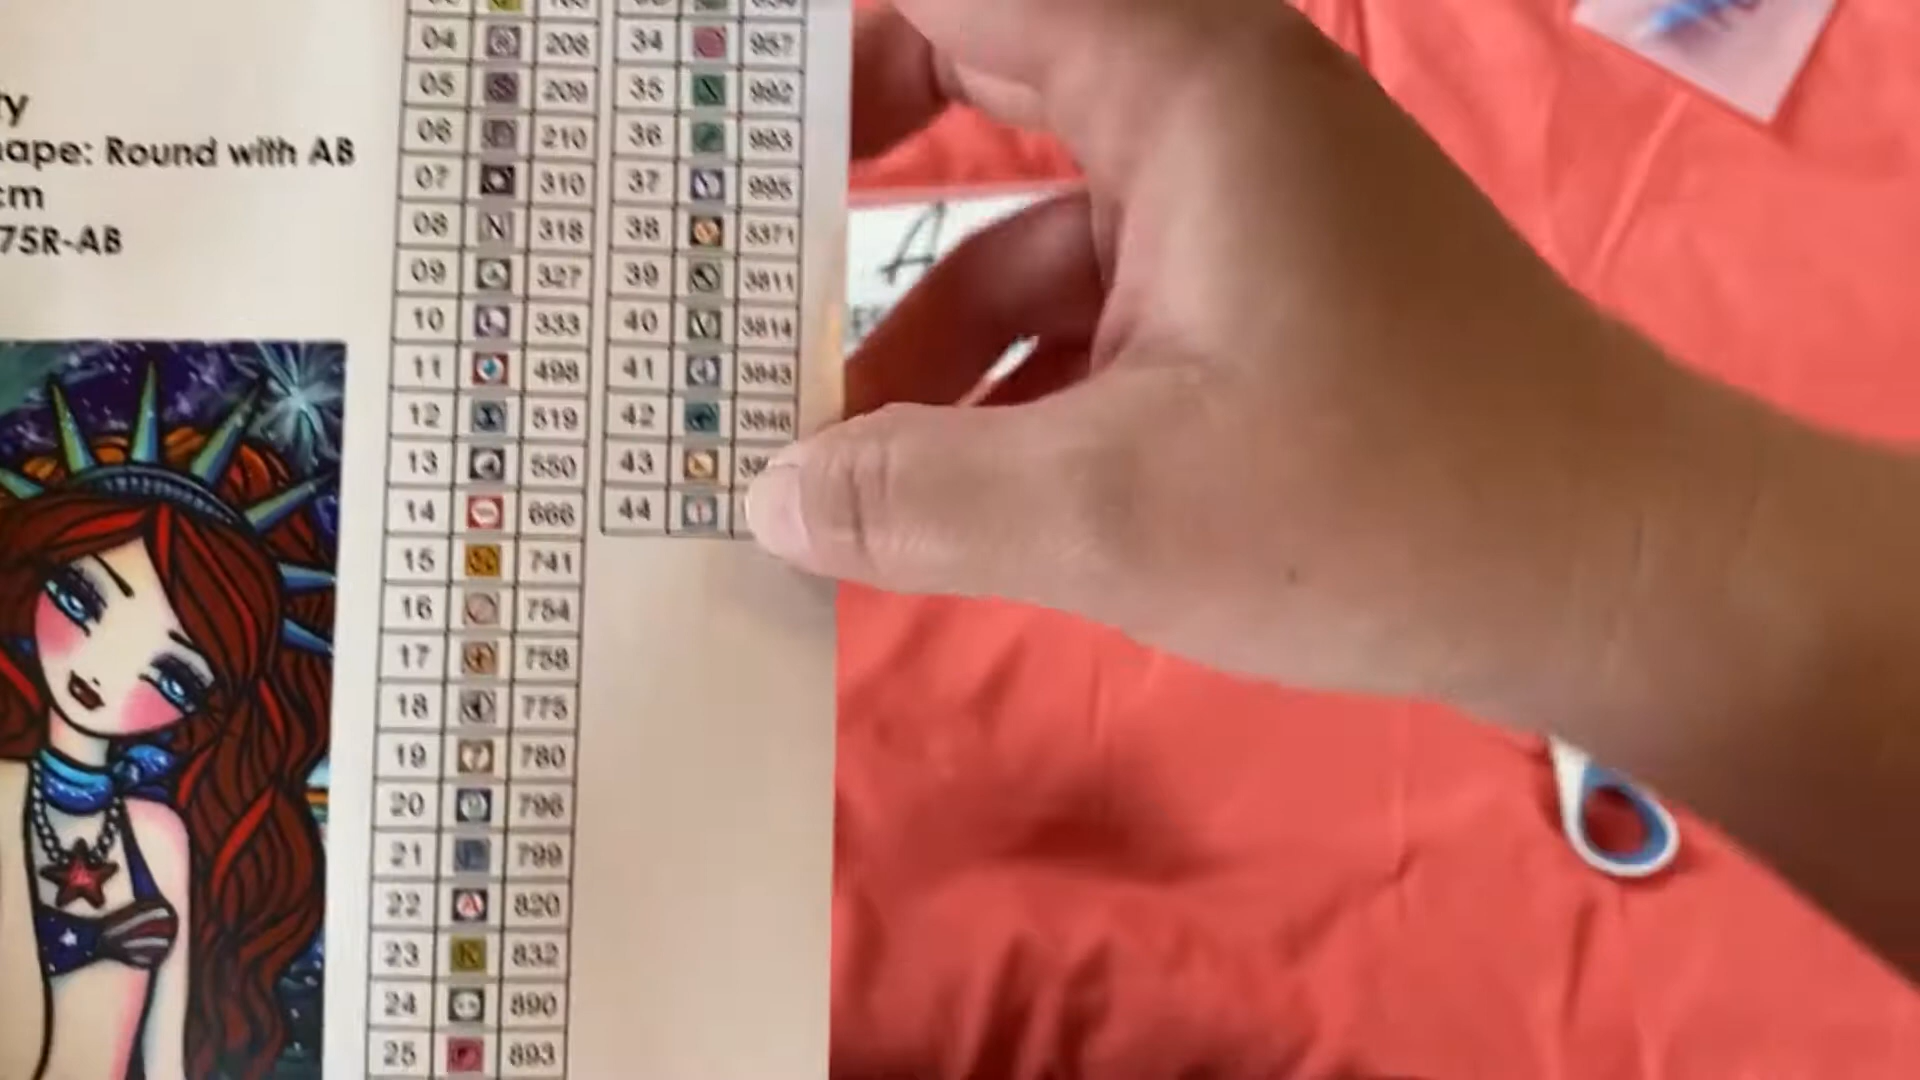 ty
hape: Round with AB
cm
75R-AB
04 208 34 957
05 209 35 992
06 210 36 993
07 310 37 995
08 N 318 38 3371
09 327 39 3811
10 333 40 3814
11 498 41 3843
12 519 42 3846
13 550 43
14 666 44
15 741
16 754
17 758
18 775
19 780
20 796
21 799
22 A 820
23 K 832
24 890
25 893
A